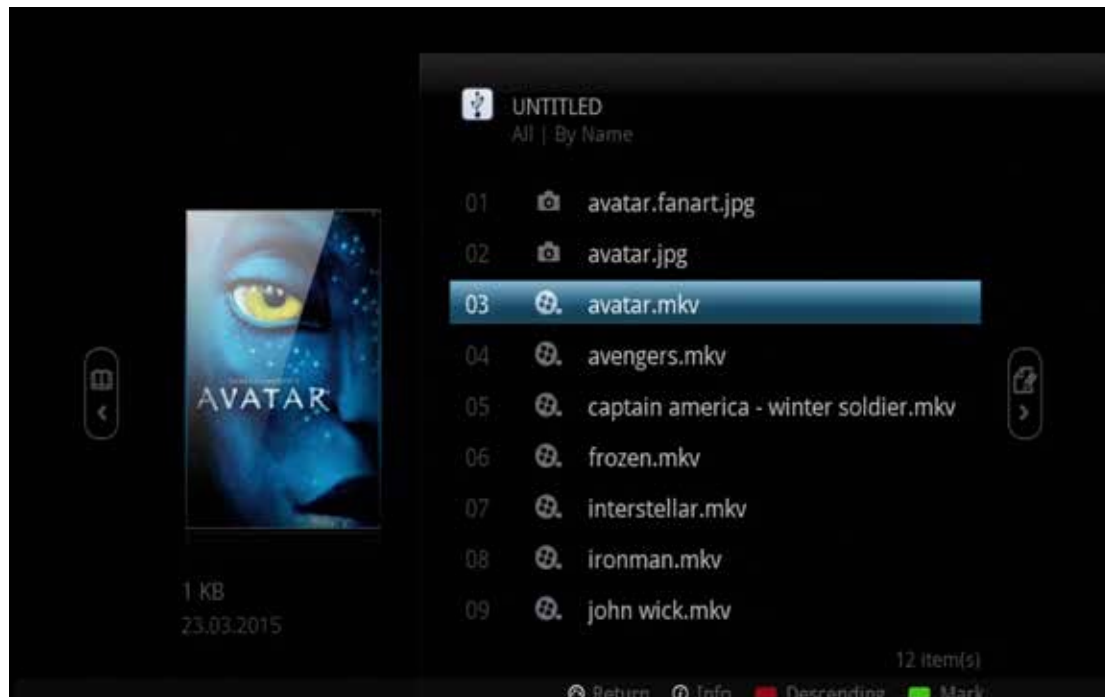 UNTITLED
All | By Name
01 avatar.fanart.jpg
02 avatar.jpg
03 avatar.mkv
04 avengers.mkv
05 captain america - winter soldier.mkv
06 frozen.mkv
07 interstellar.mkv
08 ironman.mkv
09 john wick.mkv
12 item(s)
AVATAR
1 KB
23.03.2015
Return Info Descending Mark